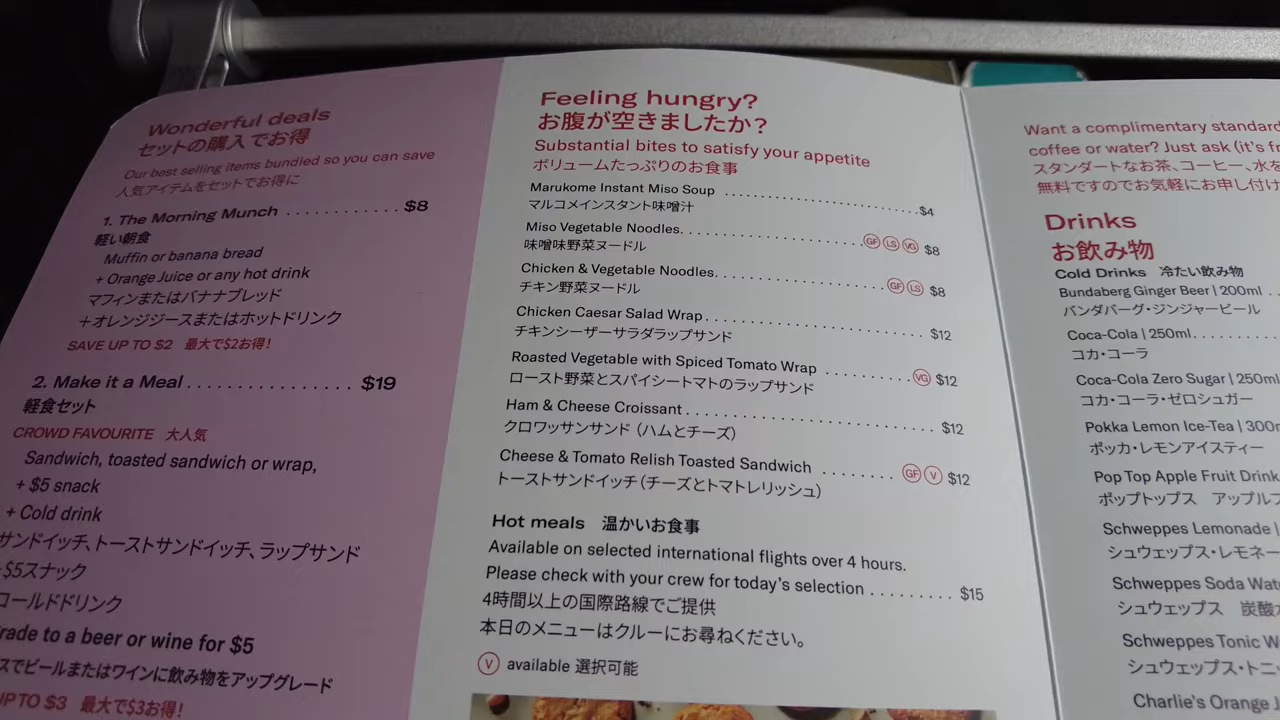 Wonderful deals
セットの購入でお得
Our best selling items bundled so you can save
人気アイテムをセットでお得に
1. The Morning Munch ........... $8
軽い朝食
Muffin or banana bread
+ Orange Juice or any hot drink
マフィンまたはバナナブレッド
+オレンジジースまたはホットドリンク
SAVE UP TO $2 最大で$2お得!
2. Make it a Meal ................ $19
軽食セット
CROWD FAVOURITE 大人気
Sandwich, toasted sandwich or wrap,
+ $5 snack
+ Cold drink
サンドイッチ、トーストサンドイッチ、ラップサンド
$5スナック
コールドドリンク
to a beer or wine for $5
でビールまたはワインに飲み物をアップグレード
UP TO $3 最大で$3お得!
Feeling hungry?
お腹が空きましたか?
Substantial bites to satisfy your appetite
ボリュームたっぷりのお食事
Marukome Instant Miso Soup ........................... $4
マルコメインスタント味噌汁
Miso Vegetable Noodles......................... GF LS VG $8
味噌味野菜ヌードル
Chicken & Vegetable Noodles....................... GF LS $8
チキン野菜ヌードル
Chicken Caesar Salad Wrap............................. $12
チキンシーザーサラダラップサンド
Roasted Vegetable with Spiced Tomato Wrap ........... VG $12
ロースト野菜とスパイシートマトのラップサンド
Ham & Cheese Croissant ................................ $12
クロワッサンサンド (ハムとチーズ)
Cheese & Tomato Relish Toasted Sandwich ......... GF V $12
トーストサンドイッチ(チーズとトマトレリッシュ)
Hot meals 温かいお食事
Available on selected international flights over 4 hours.
Please check with your crew for today's selection ......... $15
4時間以上の国際路線でご提供
本日のメニューはクルーにお尋ねください。
V available 選択可能
Want a complimentary standard
coffee or water? Just ask (it's
スタンダートなお茶、コーヒー、水を
無料ですのでお気軽にお申し付け
Drinks
お飲み物
Cold Drinks 冷たい飲み物
Bundaberg Ginger Beer | 200ml ..
バンダバーグ・ジンジャービール
Coca-Cola | 250ml..........
コカ・コーラ
Coca-Cola Zero Sugar | 250ml
コカ・コーラ・ゼロシュガー
Pokka Lemon Ice-Tea |
ポッカ・レモンアイスティー
Pop Top Apple Fruit Drink
ポップトップス アップル
Schweppes Lemonade |
シュウェップス・レモネー
Schweppes Soda
シュウェップス 炭酸
Schweppes Tonic
シュウェップス・トニ
Charlie's Orange